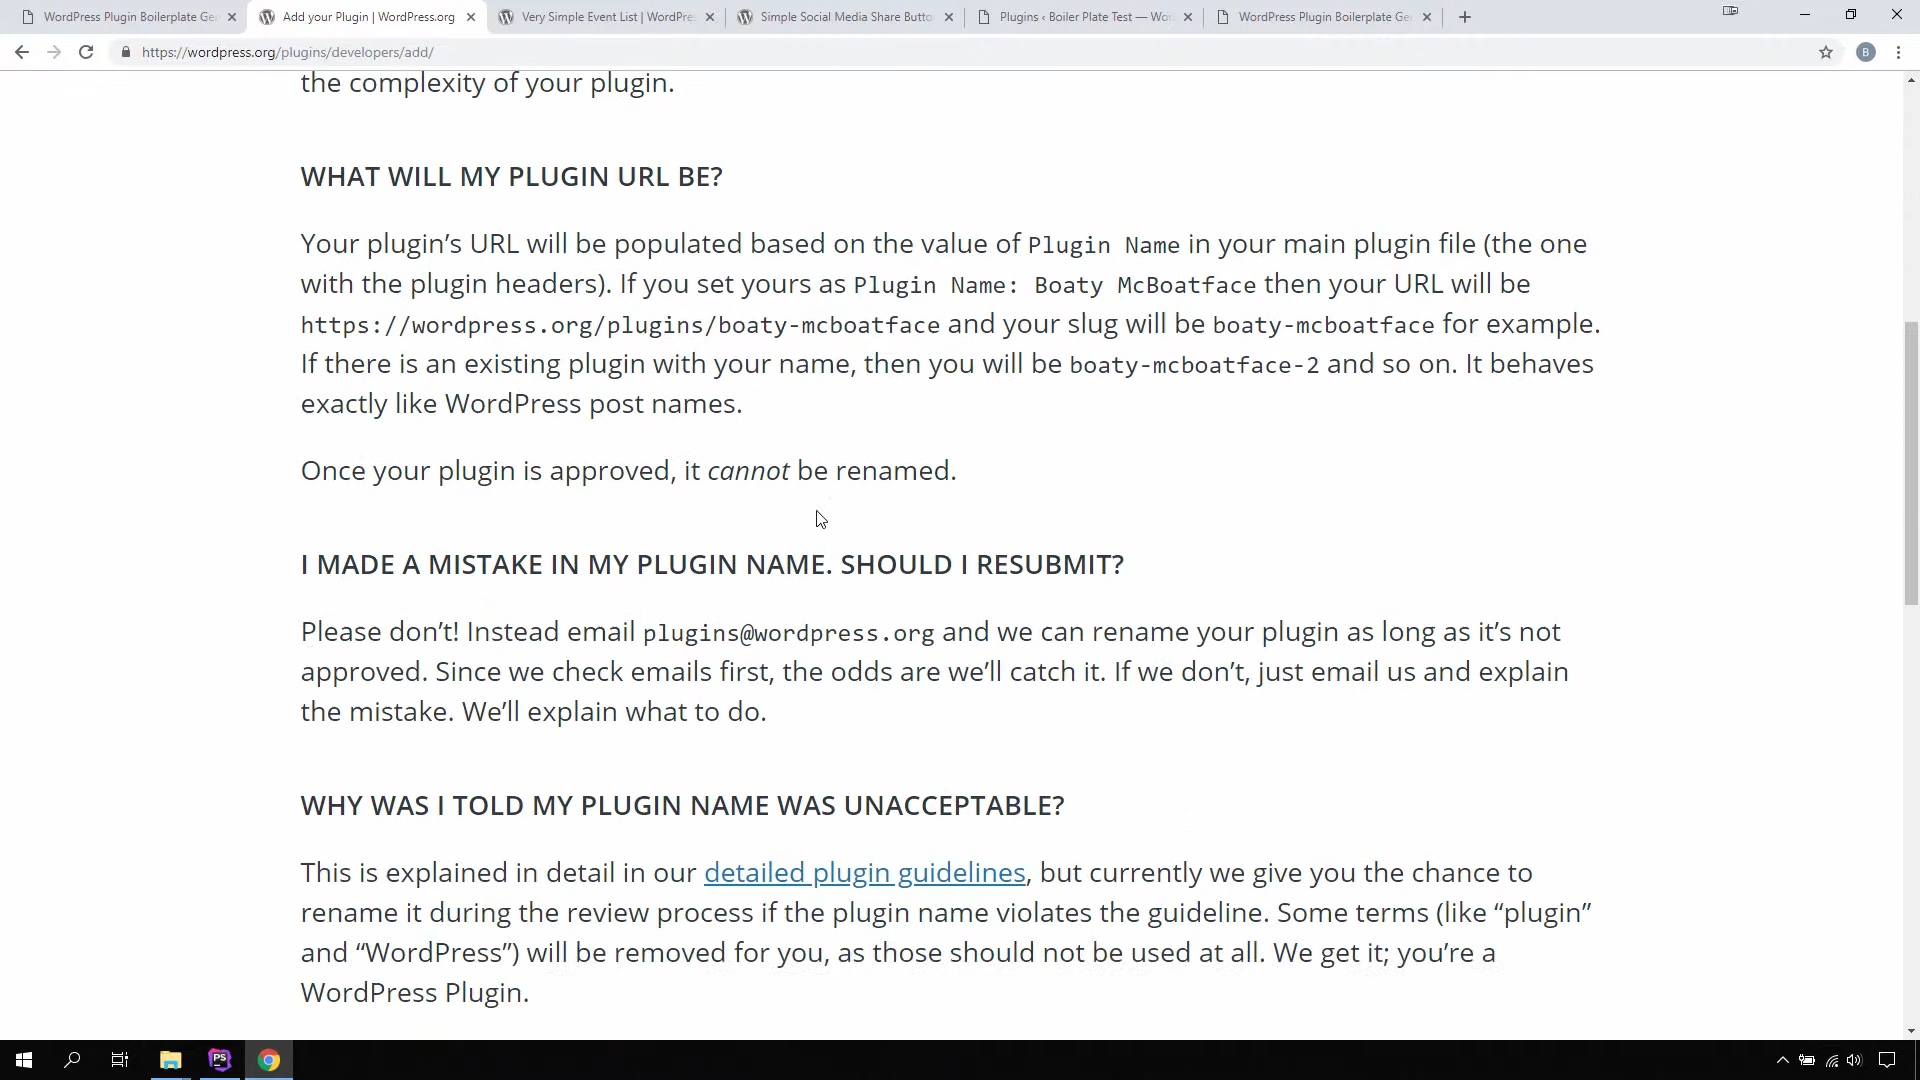 WordPress Plugin Boilerplate Ge
Add your Plugin | WordPress.org
Very Simple Event List | WordPre
Simple Social Media Share Butto
Plugins ‹ Boiler Plate Test — Wor
WordPress Plugin Boilerplate Ge
https://wordpress.org/plugins/developers/add/
B
the complexity of your plugin.
WHAT WILL MY PLUGIN URL BE?
Your plugin’s URL will be populated based on the value of Plugin Name in your main plugin file (the one
with the plugin headers). If you set yours as Plugin Name: Boaty McBoatface then your URL will be
https://wordpress.org/plugins/boaty-mcboatface and your slug will be boaty-mcboatface for example.
If there is an existing plugin with your name, then you will be boaty-mcboatface-2 and so on. It behaves
exactly like WordPress post names.
Once your plugin is approved, it cannot be renamed.
I MADE A MISTAKE IN MY PLUGIN NAME. SHOULD I RESUBMIT?
Please don’t! Instead email plugins@wordpress.org and we can rename your plugin as long as it’s not
approved. Since we check emails first, the odds are we’ll catch it. If we don’t, just email us and explain
the mistake. We’ll explain what to do.
WHY WAS I TOLD MY PLUGIN NAME WAS UNACCEPTABLE?
This is explained in detail in our detailed plugin guidelines, but currently we give you the chance to
rename it during the review process if the plugin name violates the guideline. Some terms (like “plugin”
and “WordPress”) will be removed for you, as those should not be used at all. We get it; you’re a
WordPress Plugin.
PS